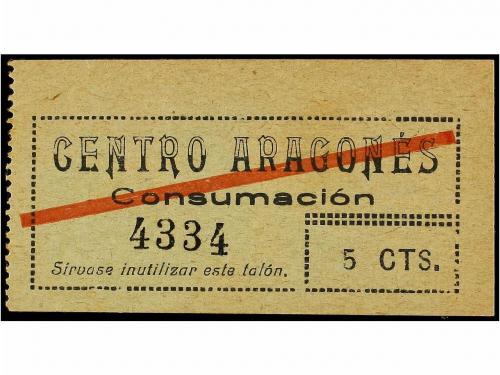 CENTRO ARAGONÉS
Consumación
4334
Sírvase inutilizar este talón.
5 CTS.